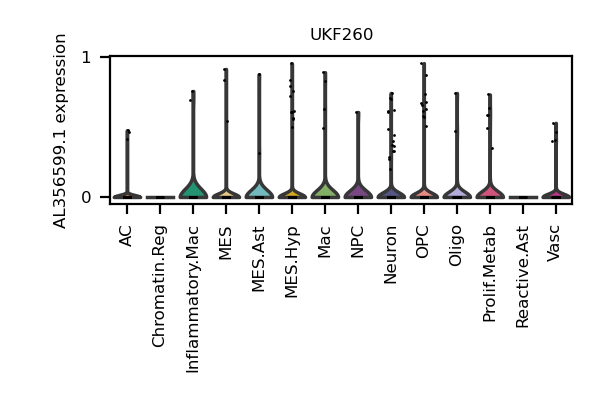 UKF260
AL356599.1 expression
1
0
AC
Chromatin.Reg
Inflammatory.Mac
MES
MES.Ast
MES.Hyp
Mac
NPC
Neuron
OPC
Oligo
Prolif.Metab
Reactive.Ast
Vasc